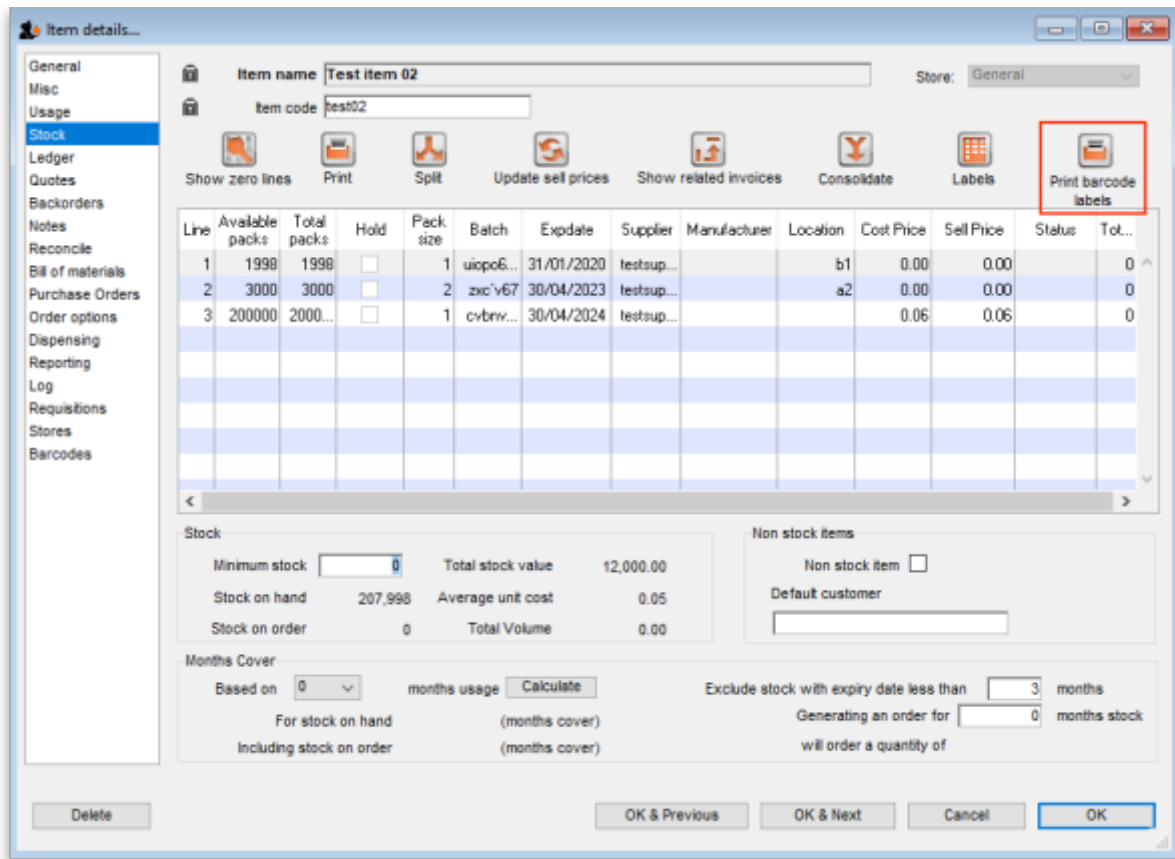 Item details...
General
Misc
Usage
Stock
Ledger
Quotes
Backorders
Notes
Reconcile
Bill of materials
Purchase Orders
Order options
Dispensing
Reporting
Log
Requisitions
Stores
Barcodes
Item name Test item 02 Store: General
Item code test02
Show zero lines Print Split Update sell prices Show related invoices Consolidate Labels Print barcode labels
Line Available packs Total packs Hold Pack size Batch Expdate Supplier Manufacturer Location Cost Price Sell Price Status Tot...
1 1998 1998 1 uiopo6... 31/01/2020 testsup... b1 0.00 0.00 0
2 3000 3000 2 zxc`v67 30/04/2023 testsup... a2 0.00 0.00 0
3 200000 2000... 1 cvbnv... 30/04/2024 testsup... 0.06 0.06 0
Stock
Minimum stock 0 Total stock value 12,000.00
Stock on hand 207,998 Average unit cost 0.05
Stock on order 0 Total Volume 0.00
Non stock items
Non stock item
Default customer
Months Cover
Based on 0 months usage Calculate
For stock on hand (months cover)
Including stock on order (months cover)
Exclude stock with expiry date less than 3 months
Generating an order for 0 months stock
will order a quantity of
Delete OK & Previous OK & Next Cancel OK